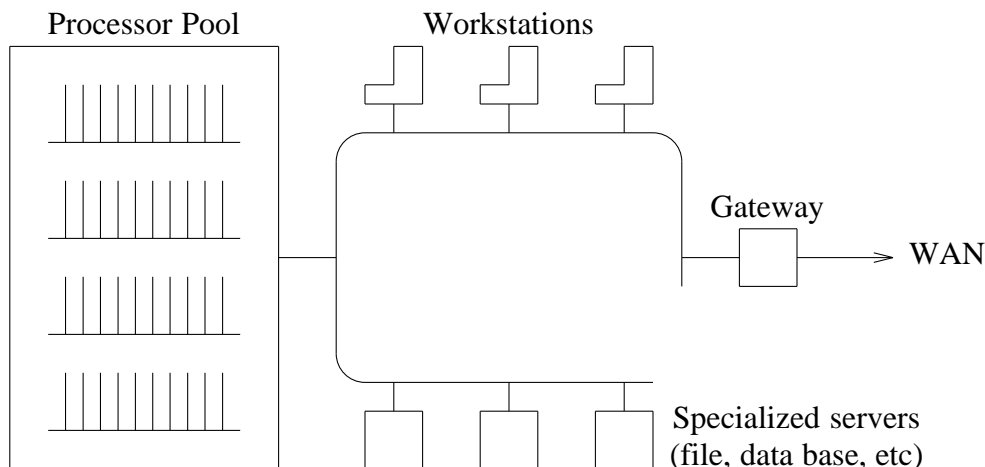 Processor Pool
Workstations
Gateway
WAN
Specialized servers
(file, data base, etc)